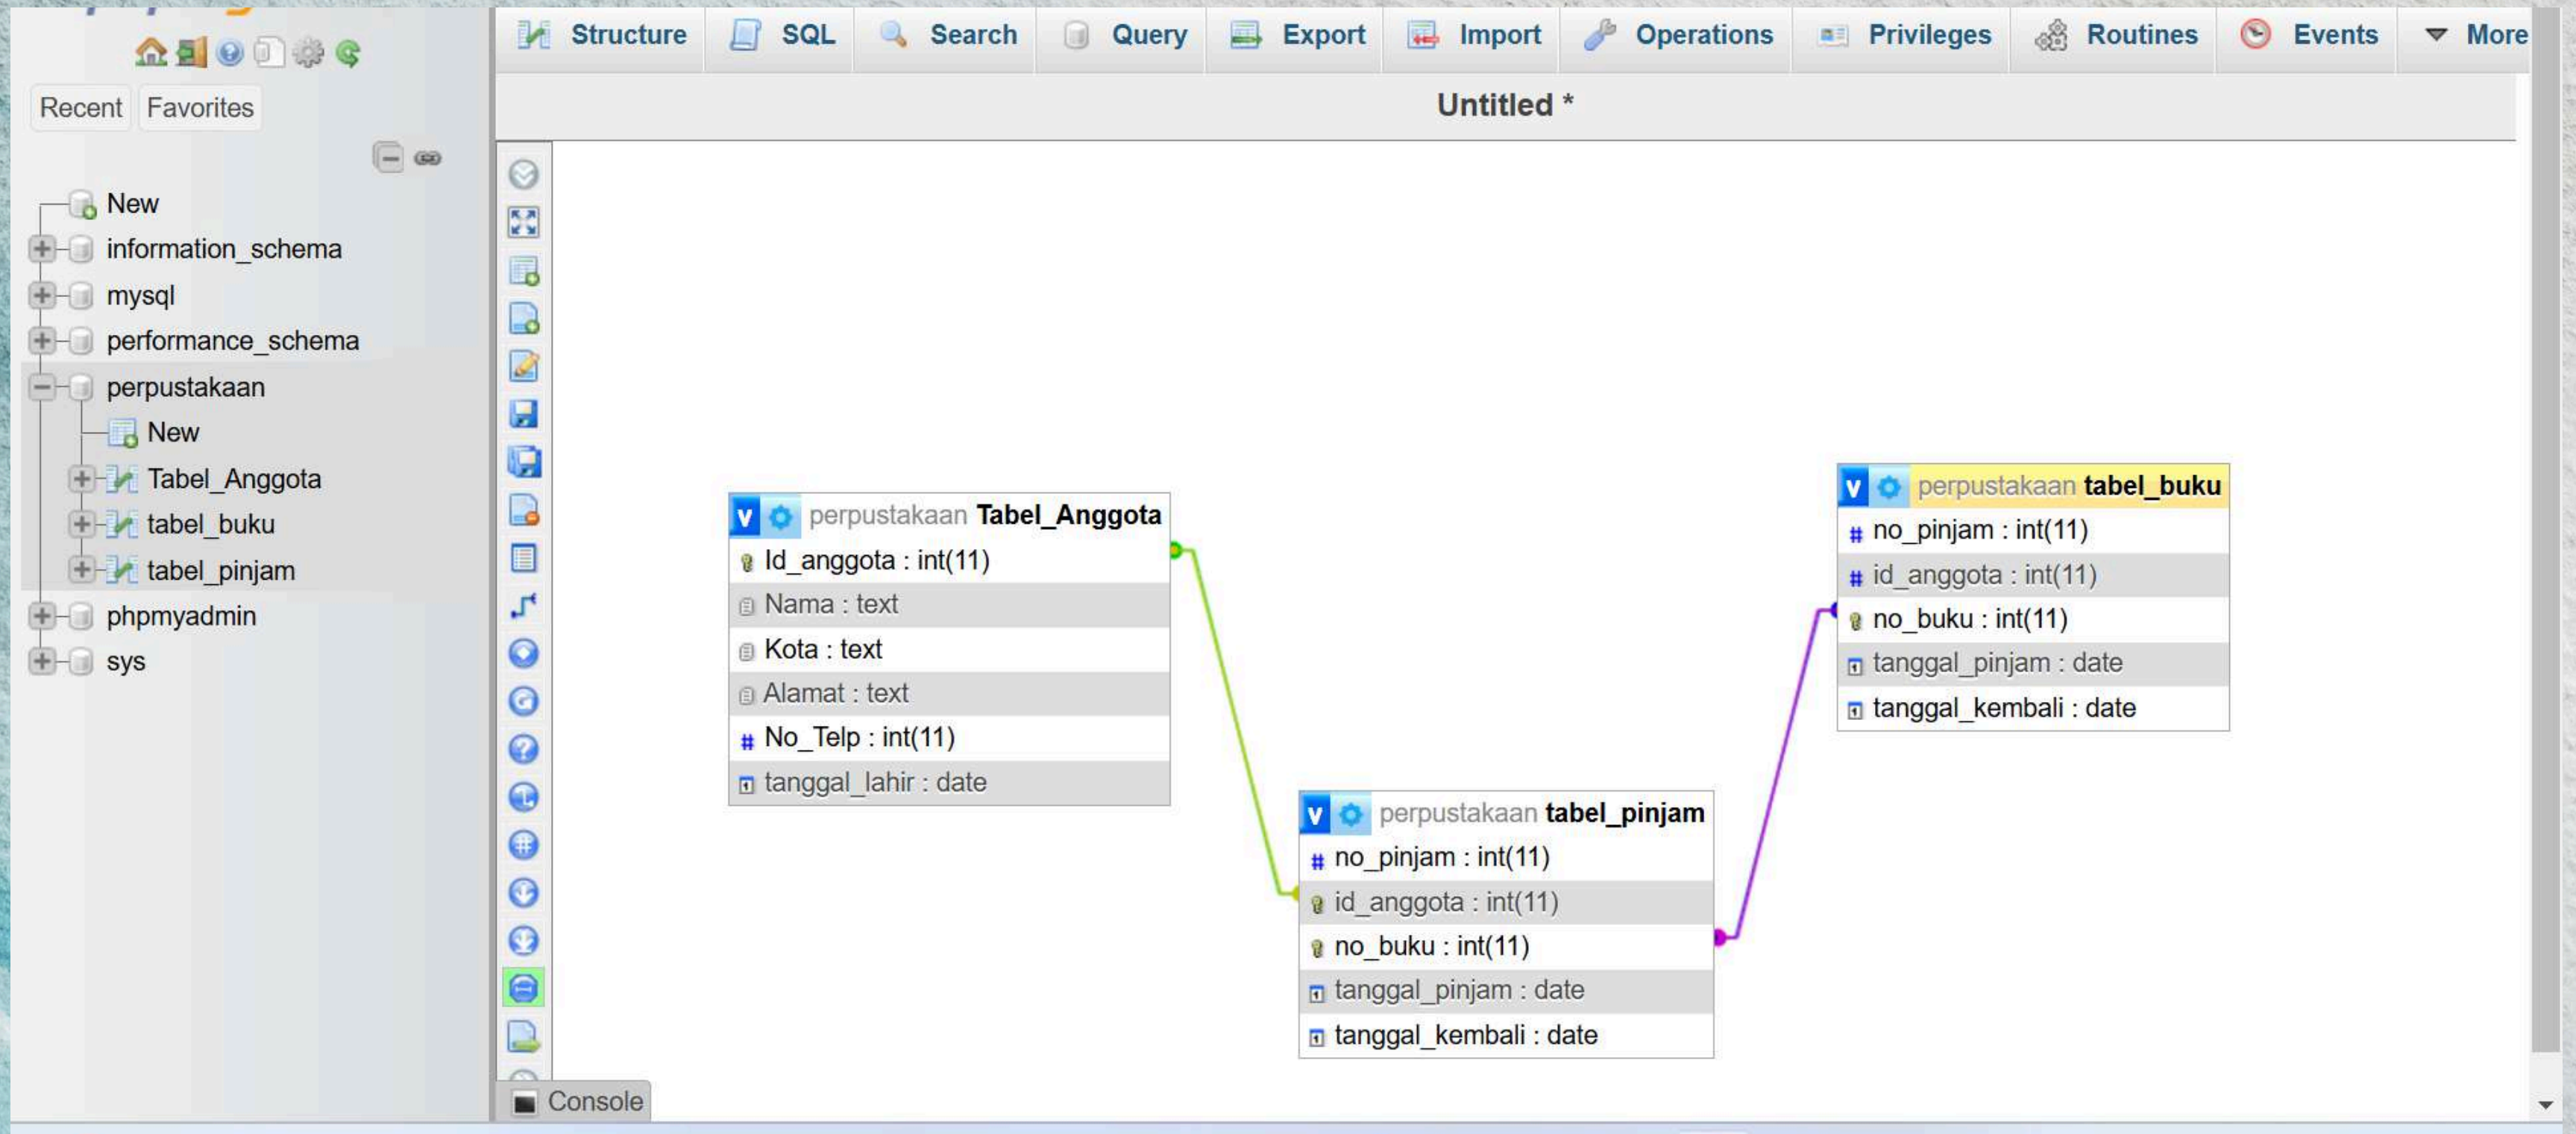 Structure SQL Search Query Export Import Operations Privileges Routines Events More
Recent Favorites
Untitled *
New
information_schema
mysql
performance_schema
perpustakaan
New
Tabel_Anggota
tabel_buku
tabel_pinjam
phpmyadmin
sys
perpustakaan Tabel_Anggota
Id_anggota : int(11)
Nama : text
Kota : text
Alamat : text
No_Telp : int(11)
tanggal_lahir : date
perpustakaan tabel_pinjam
no_pinjam : int(11)
id_anggota : int(11)
no_buku : int(11)
tanggal_pinjam : date
tanggal_kembali : date
perpustakaan tabel_buku
no_pinjam : int(11)
id_anggota : int(11)
no_buku : int(11)
tanggal_pinjam : date
tanggal_kembali : date
Console